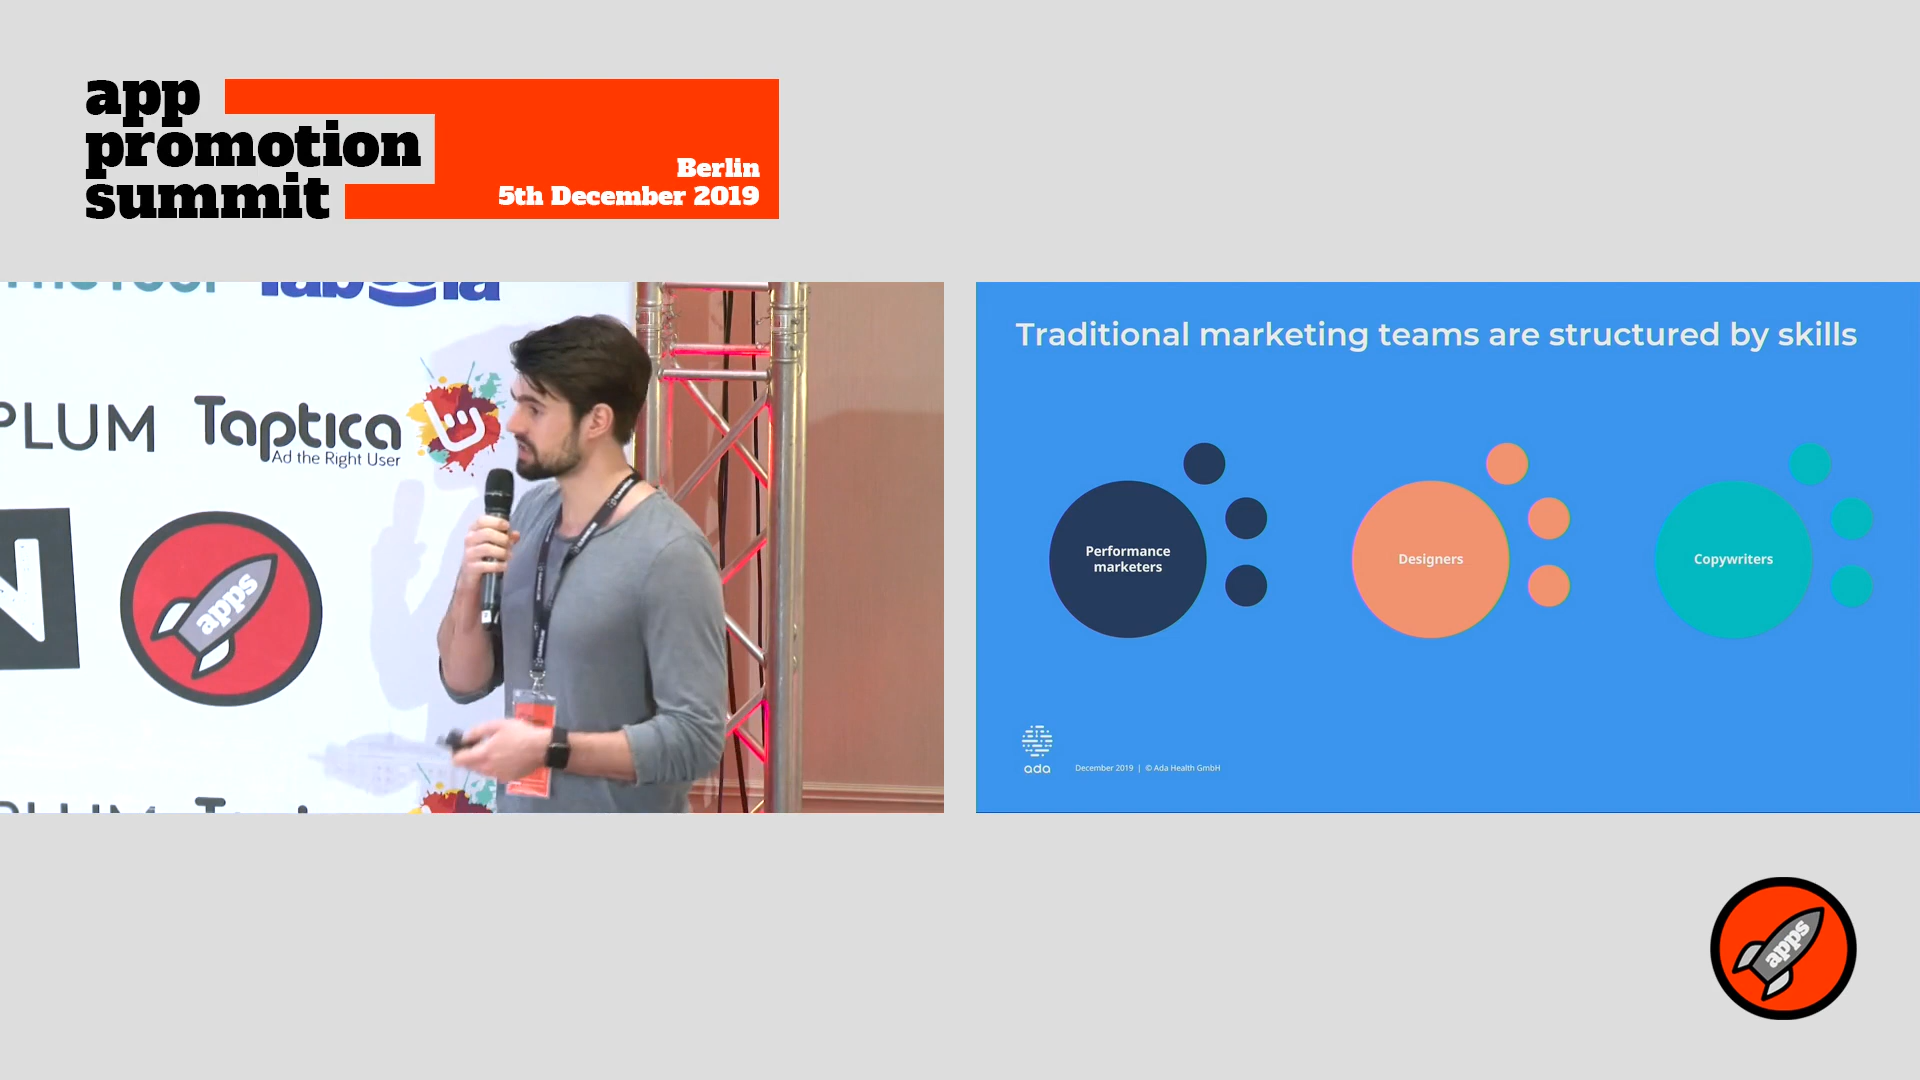 app
promotion
summit
Berlin
5th December 2019
PLUM
Taptica
Ad the Right User
apps
Traditional marketing teams are structured by skills
Performance
marketers
Designers
Copywriters
ada
December 2019 | © Ada Health GmbH
apps